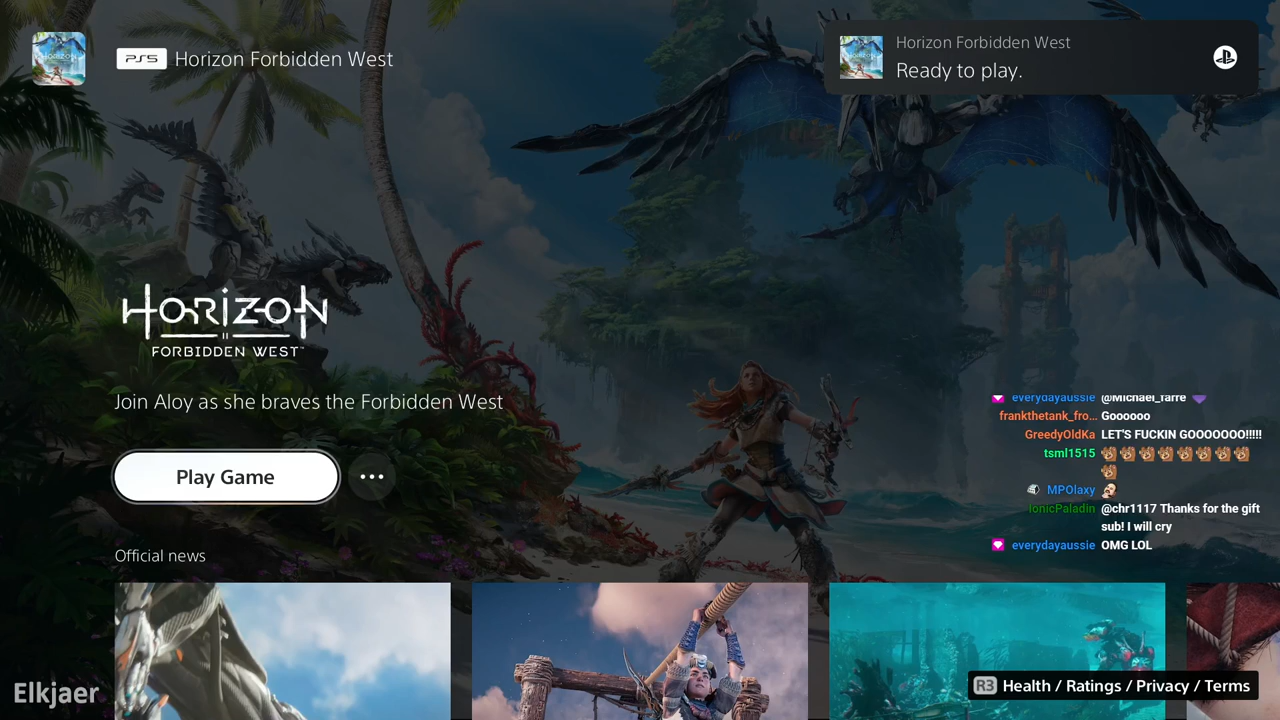 PS5 Horizon Forbidden West
Horizon Forbidden West
Ready to play.
HORIZON
FORBIDDEN WEST™
Join Aloy as she braves the Forbidden West
Play Game
Official news
everydayaussie @Michael_farre
frankthetank_fro... Goooooo
GreedyOldKa LET'S FUCKIN GOOOOOOO!!!!!
tsml1515
MPOlaxy
IonicPaladin @chr1117 Thanks for the gift
sub! I will cry
everydayaussie OMG LOL
R3 Health / Ratings / Privacy / Terms
Elkjaer